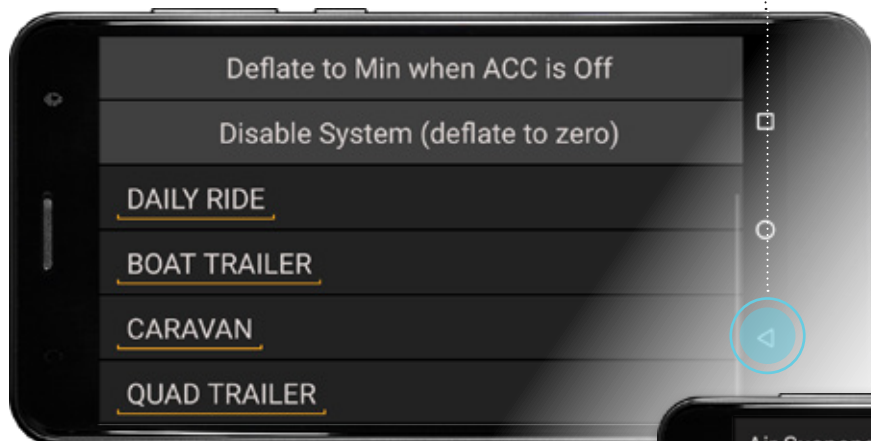 Deflate to Min when ACC is Off
Disable System (deflate to zero)
DAILY RIDE
BOAT TRAILER
CARAVAN
QUAD TRAILER